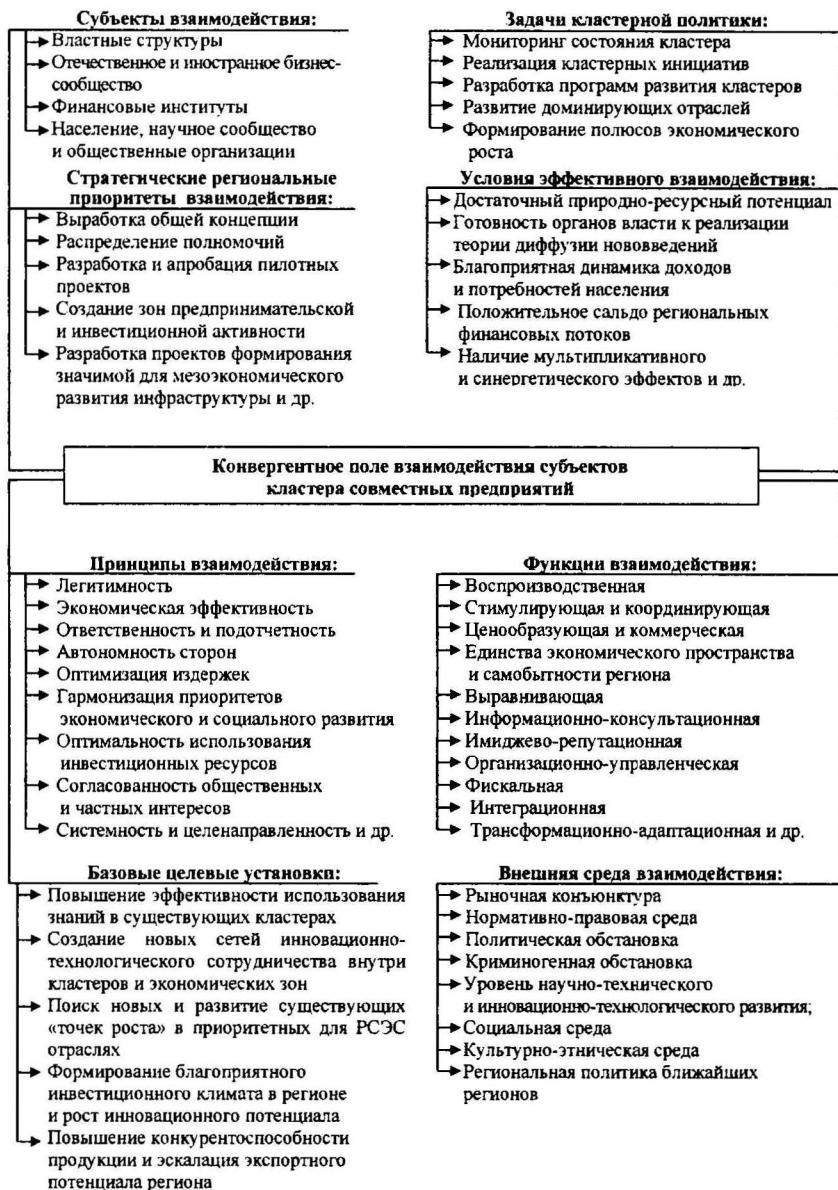 Субъекты взаимодействия:
Властные структуры
Отечественное и иностранное бизнес-
сообщество
Финансовые институты
Население, научное сообщество
и общественные организации
Стратегические региональные
приоритеты взаимодействия:
Выработка общей концепции
Распределение полномочий
Разработка и апробация пилотных
проектов
Создание зон предпринимательской
и инвестиционной активности
Разработка проектов формирования
значимой для мезоэкономического
развития инфраструктуры и др.
Задачи кластерной политики:
Мониторинг состояния кластера
Реализация кластерных инициатив
Разработка программ развития кластеров
Развитие доминирующих отраслей
Формирование полюсов экономического
роста
Условия эффективного взаимодействия:
Достаточный природно-ресурсный потенциал
Готовность органов власти к реализации
теории диффузии нововведений
Благоприятная динамика доходов
и потребностей населения
Положительное сальдо региональных
финансовых потоков
Наличие мультипликативного
и синергетического эффектов и др.
Конвергентное поле взаимодействия субъектов
кластера совместных предприятий
Принципы взаимодействия:
Легитимность
Экономическая эффективность
Ответственность и подотчетность
Автономность сторон
Оптимизация издержек
Гармонизация приоритетов
экономического и социального развития
Оптимальность использования
инвестиционных ресурсов
Согласованность общественных
и частных интересов
Системность и целенаправленность и др.
Базовые целевые установки:
Повышение эффективности использования
знаний в существующих кластерах
Создание новых сетей инновационно-
технологического сотрудничества внутри
кластеров и экономических зон
Поиск новых и развитие существующих
«точек роста» в приоритетных для РСЭС
отраслях
Формирование благоприятного
инвестиционного климата в регионе
и рост инновационного потенциала
Повышение конкурентоспособности
продукции и эскалация экспортного
потенциала региона
Функции взаимодействия:
Воспроизводственная
Стимулирующая и координирующая
Ценообразующая и коммерческая
Единства экономического пространства
и самобытности региона
Выравнивающая
Информационно-консультационная
Имиджево-репутационная
Организационно-управленческая
Фискальная
Интеграционная
Трансформационно-адаптационная и др.
Внешняя среда взаимодействия:
Рыночная конъюнктура
Нормативно-правовая среда
Политическая обстановка
Криминогенная обстановка
Уровень научно-технического
и инновационно-технологического развития;
Социальная среда
Культурно-этническая среда
Региональная политика ближайших
регионов